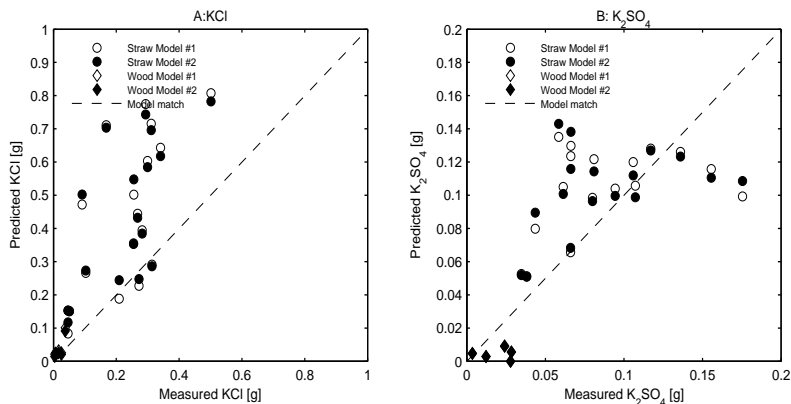 A:KCl
1
0.9
0.8
0.7
0.6
0.5
0.4
0.3
0.2
0.1
0
Predicted KCl [g]
Straw Model #1
Straw Model #2
Wood Model #1
Wood Model #2
Model match
0 0.2 0.4 0.6 0.8 1
Measured KCl [g]
B: K2SO4
0.2
0.18
0.16
0.14
0.12
0.1
0.08
0.06
0.04
0.02
0
Predicted K2SO4 [g]
Straw Model #1
Straw Model #2
Wood Model #1
Wood Model #2
Model match
0 0.05 0.1 0.15 0.2
Measured K2SO4 [g]